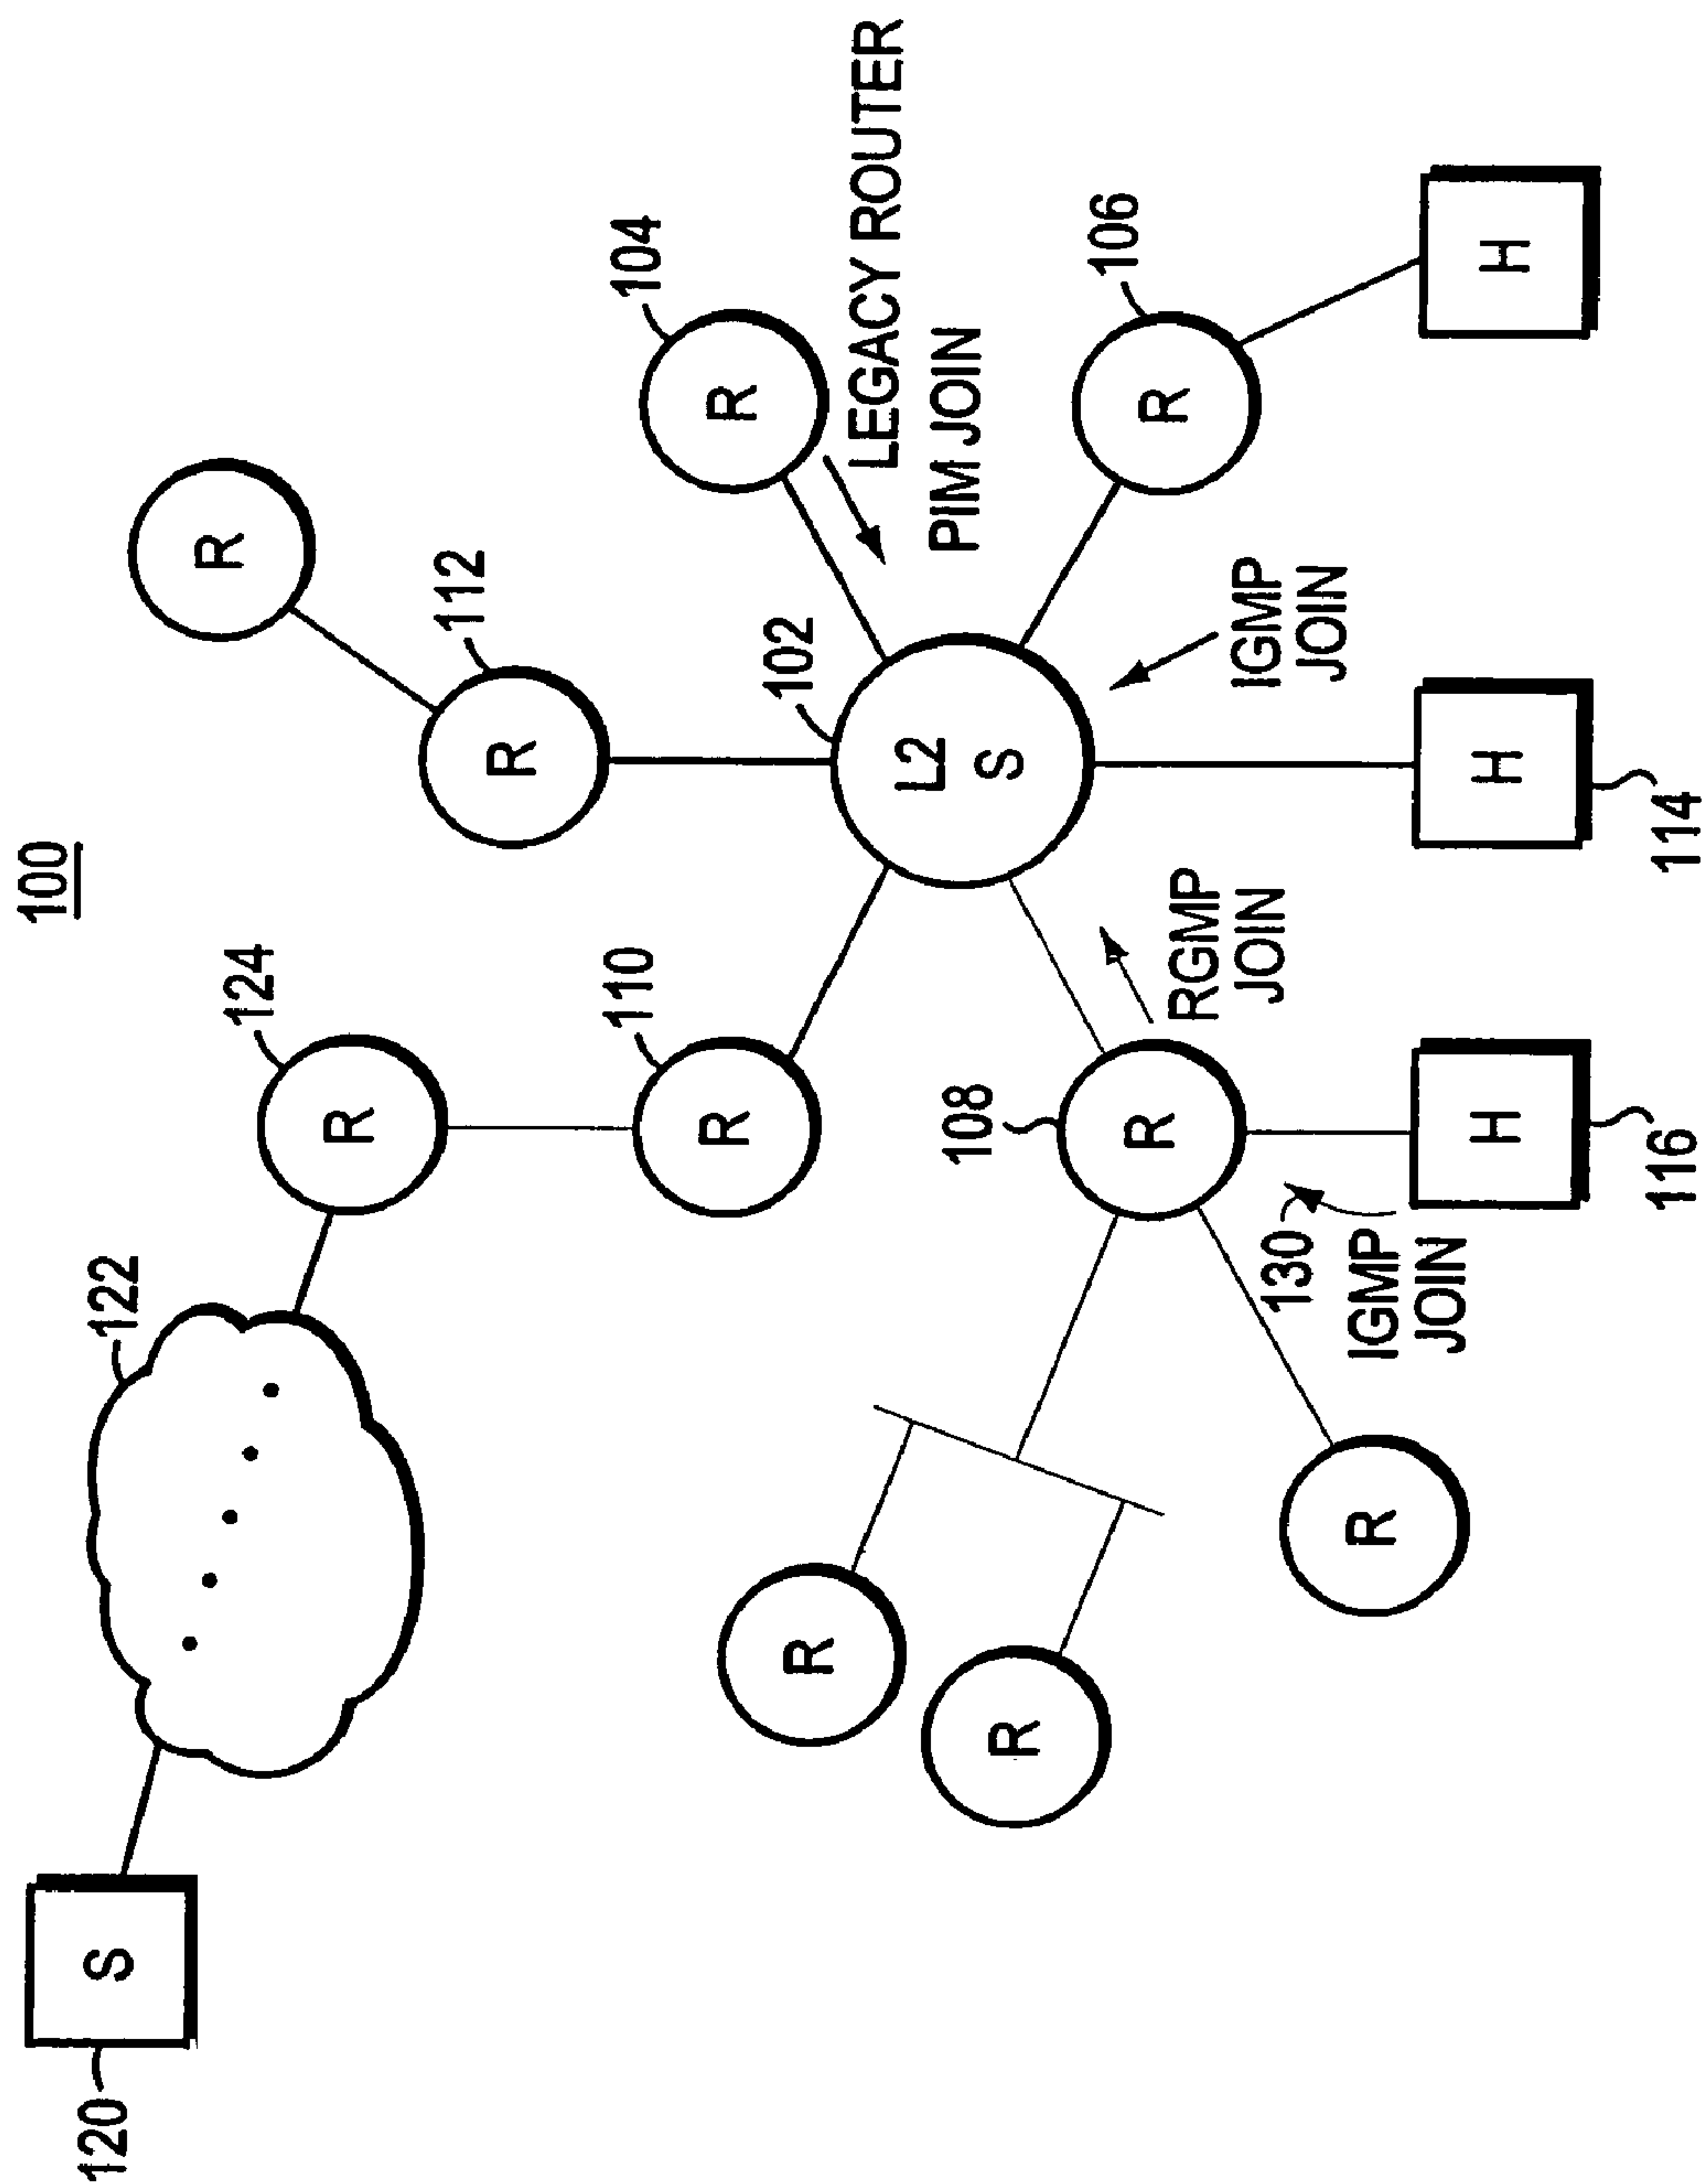 100
120
S
122
124
R
110
R
112
R
R
102
L2
S
104
R
LEGACY ROUTER
PIM JOIN
106
R
H
IGMP
JOIN
H
114
RGMP
JOIN
108
R
H
116
130
IGMP
JOIN
R
R
R